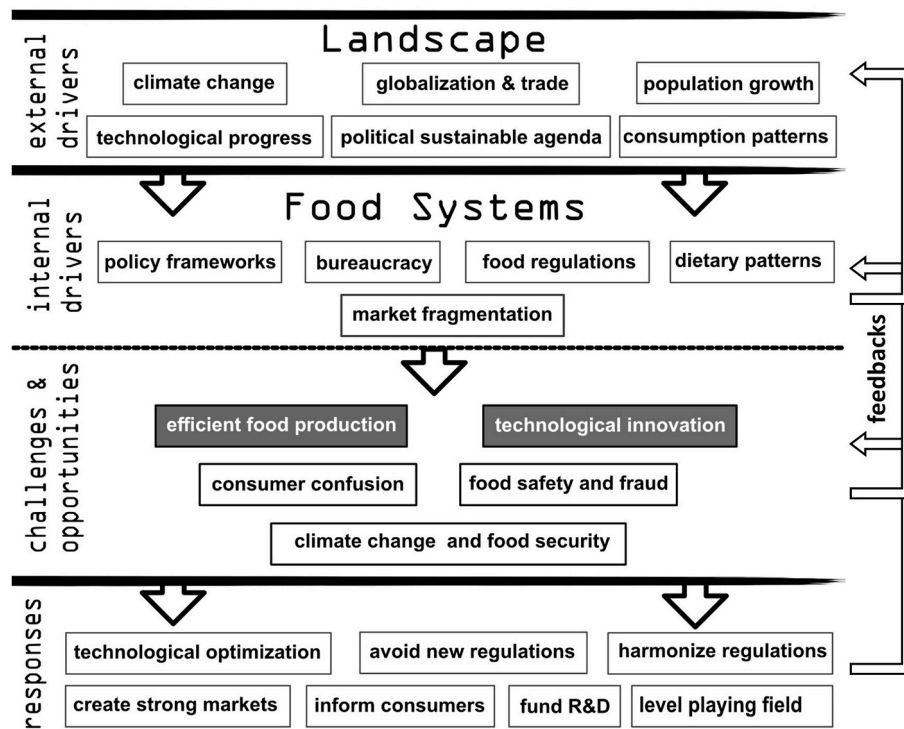 Landscape
external
drivers
climate change
globalization & trade
population growth
technological progress
political sustainable agenda
consumption patterns
Food Systems
internal
drivers
policy frameworks
bureaucracy
food regulations
dietary patterns
market fragmentation
feedbacks
challenges &
opportunities
efficient food production
technological innovation
consumer confusion
food safety and fraud
climate change and food security
responses
technological optimization
avoid new regulations
harmonize regulations
create strong markets
inform consumers
fund R&D
level playing field